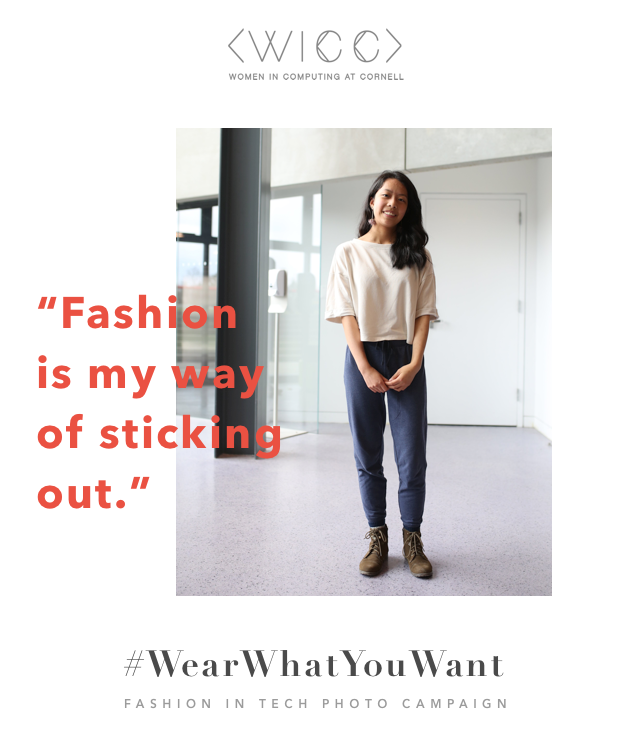 <WICC>
WOMEN IN COMPUTING AT CORNELL
“Fashion
is my way
of sticking
out.”
#WearWhatYouWant
FASHION IN TECH PHOTO CAMPAIGN